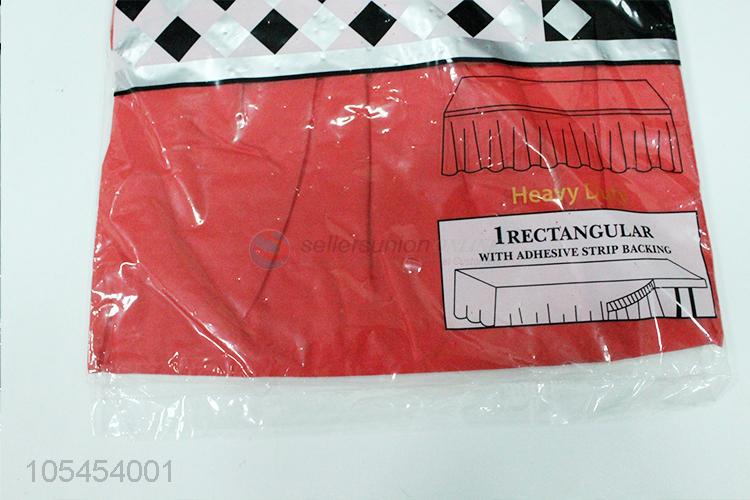 Heavy Duty
1RECTANGULAR
WITH ADHESIVE STRIP BACKING
sellersunion
105454001